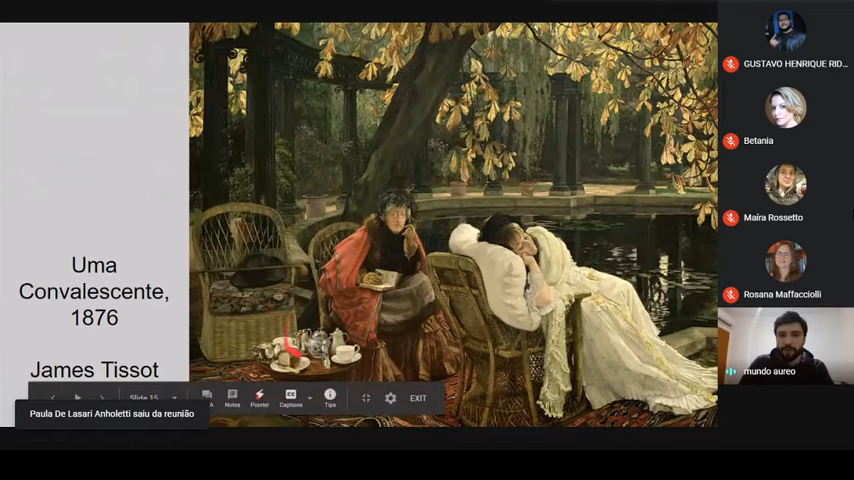 Uma
Convalescente,
1876
James Tissot
Slide 15
Notes
Pointer
Captions
Tips
EXIT
Paula De Lasari Anholetti saiu da reunião
GUSTAVO HENRIQUE RID...
Betania
Maíra Rossetto
Rosana Maffacciolli
mundo aureo